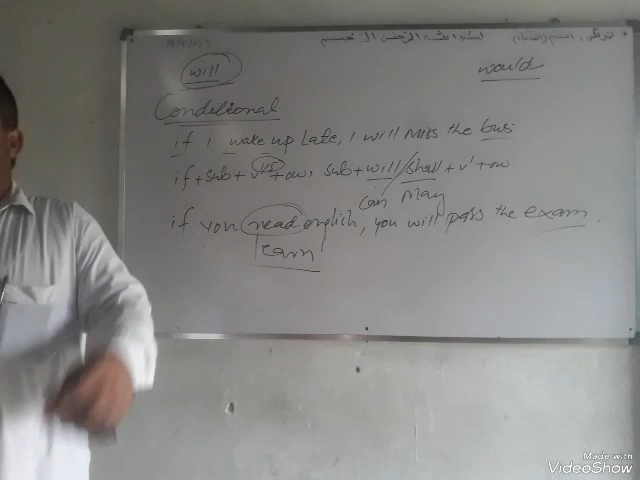 بسم الله الرحمن الرحیم
will
would
Conditional
if I wake up Late, I will Miss the bus
if + sub + v¹/s + ow, sub + will/shall + v¹ + ow
can May
if you read english, you will pass the exam.
learn
Made with
VideoShow